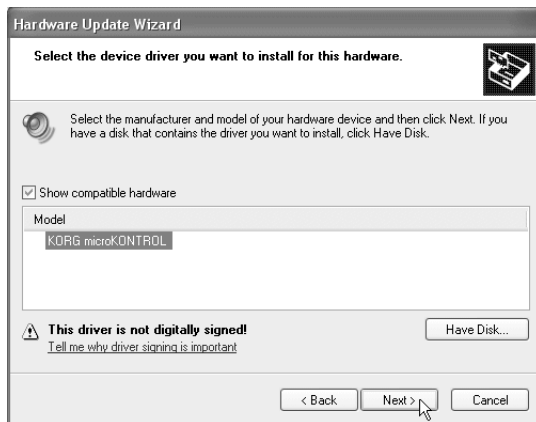 Hardware Update Wizard
Select the device driver you want to install for this hardware.
Select the manufacturer and model of your hardware device and then click Next. If you
have a disk that contains the driver you want to install, click Have Disk.
Show compatible hardware
Model
KORG microKONTROL
This driver is not digitally signed!
Have Disk...
Tell me why driver signing is important
< Back
Next >
Cancel